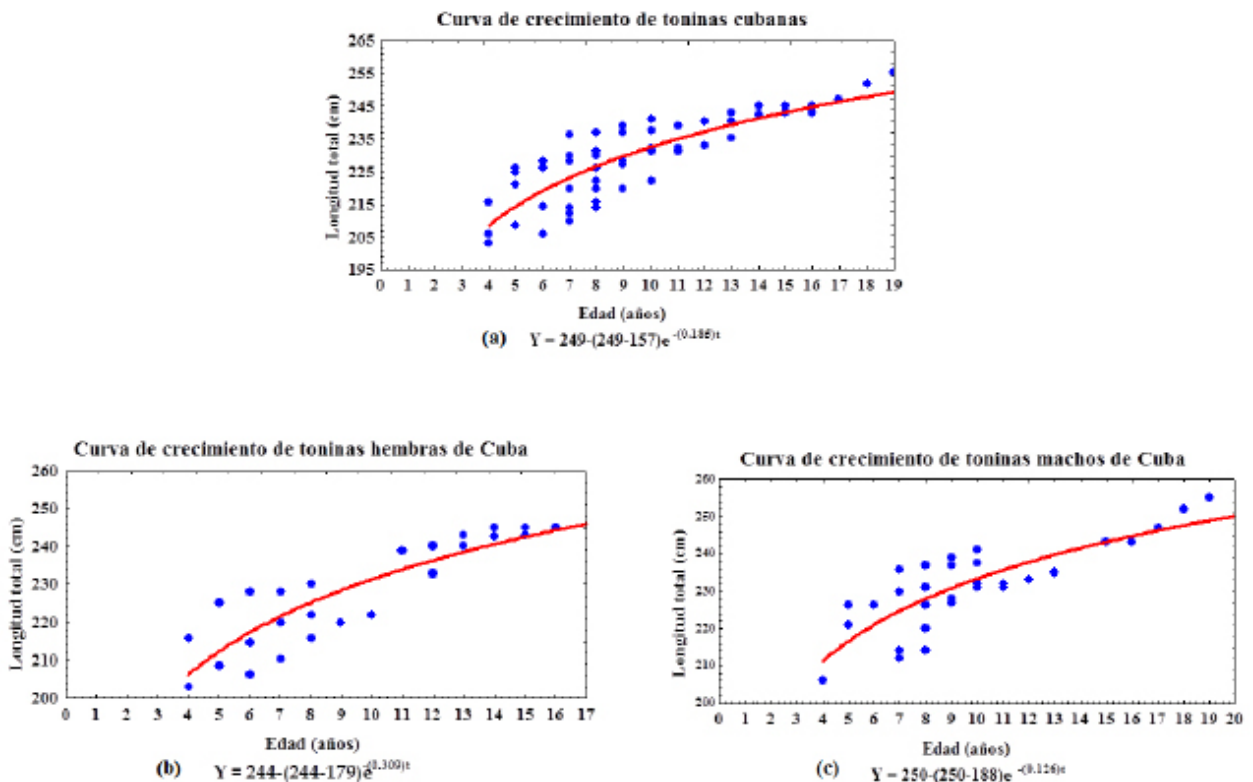 Curva de crecimiento de toninas cubanas
Longitud total (cm)
265
255
245
235
225
215
205
195
0 1 2 3 4 5 6 7 8 9 10 11 12 13 14 15 16 17 18 19
Edad (años)
(a) Y = 249-(249-157)e -(0.186)t
Curva de crecimiento de toninas hembras de Cuba
Longitud total (cm)
260
250
240
230
220
210
200
0 1 2 3 4 5 6 7 8 9 10 11 12 13 14 15 16 17
Edad (años)
(b) Y = 244-(244-179)e-(0.309)t
Curva de crecimiento de toninas machos de Cuba
Longitud total (cm)
260
250
240
230
220
210
200
0 1 2 3 4 5 6 7 8 9 10 11 12 13 14 15 16 17 18 19 20
Edad (años)
(c) Y = 250-(250-188)e -(0.126)t